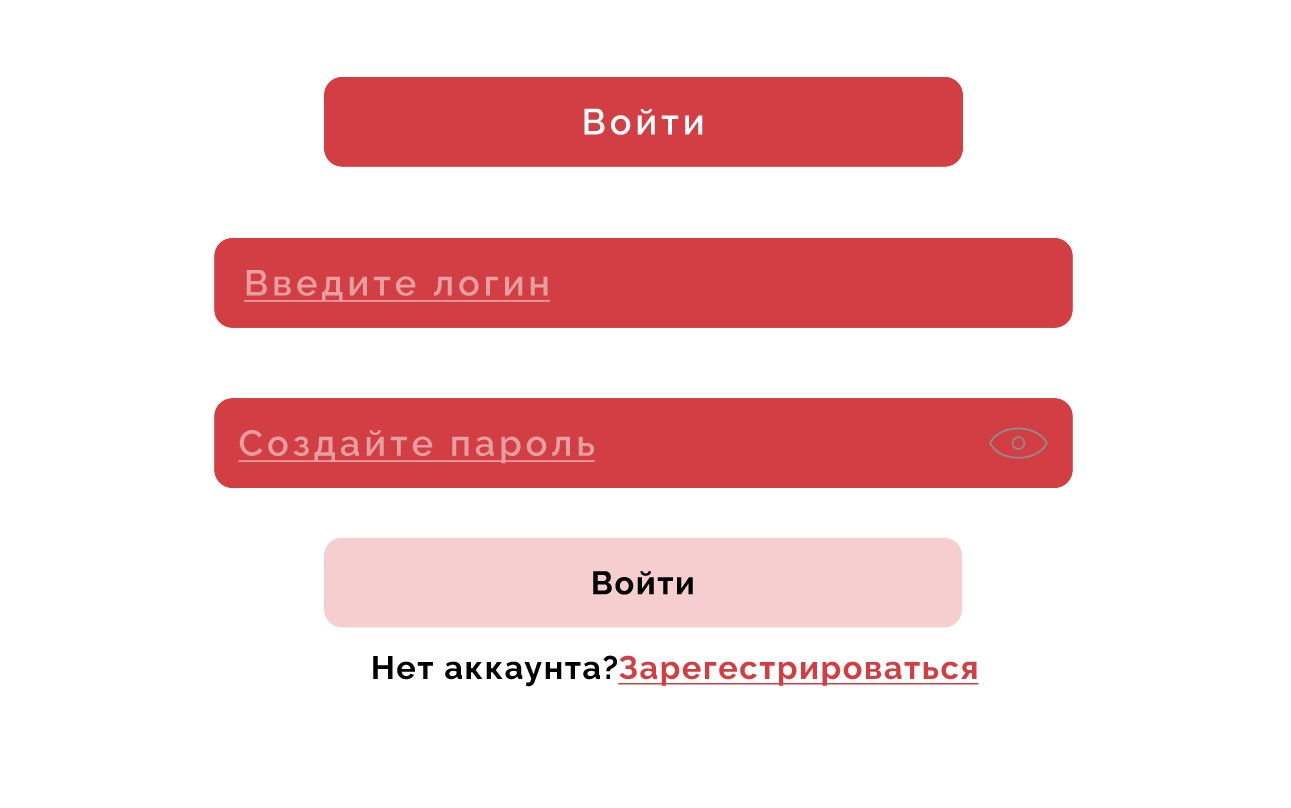 Войти
Введите логин
Создайте пароль
Войти
Нет аккаунта?Зарегестрироваться